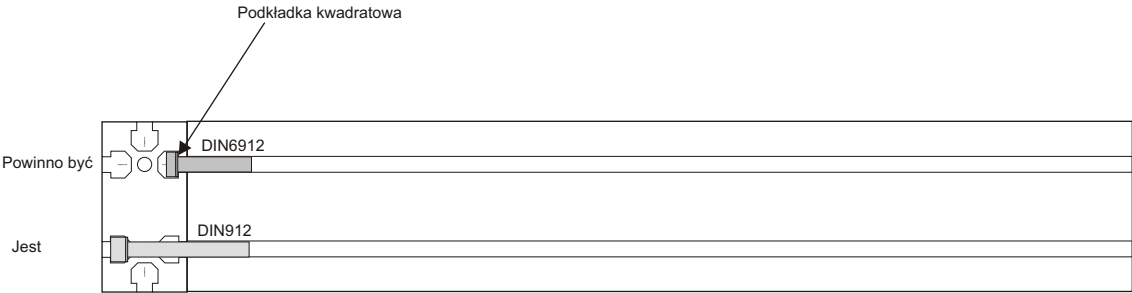 Podkładka kwadratowa
DIN6912
Powinno być
DIN912
Jest